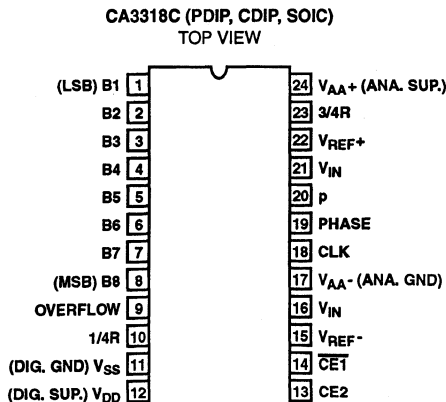 CA3318C (PDIP, CDIP, SOIC)
TOP VIEW
(LSB) B1 1 24 VAA+ (ANA. SUP.)
B2 2 23 3/4R
B3 3 22 VREF+
B4 4 21 VIN
B5 5 20 p
B6 6 19 PHASE
B7 7 18 CLK
(MSB) B8 8 17 VAA- (ANA. GND)
OVERFLOW 9 16 VIN
1/4R 10 15 VREF-
(DIG. GND) VSS 11 14 CE1
(DIG. SUP.) VDD 12 13 CE2